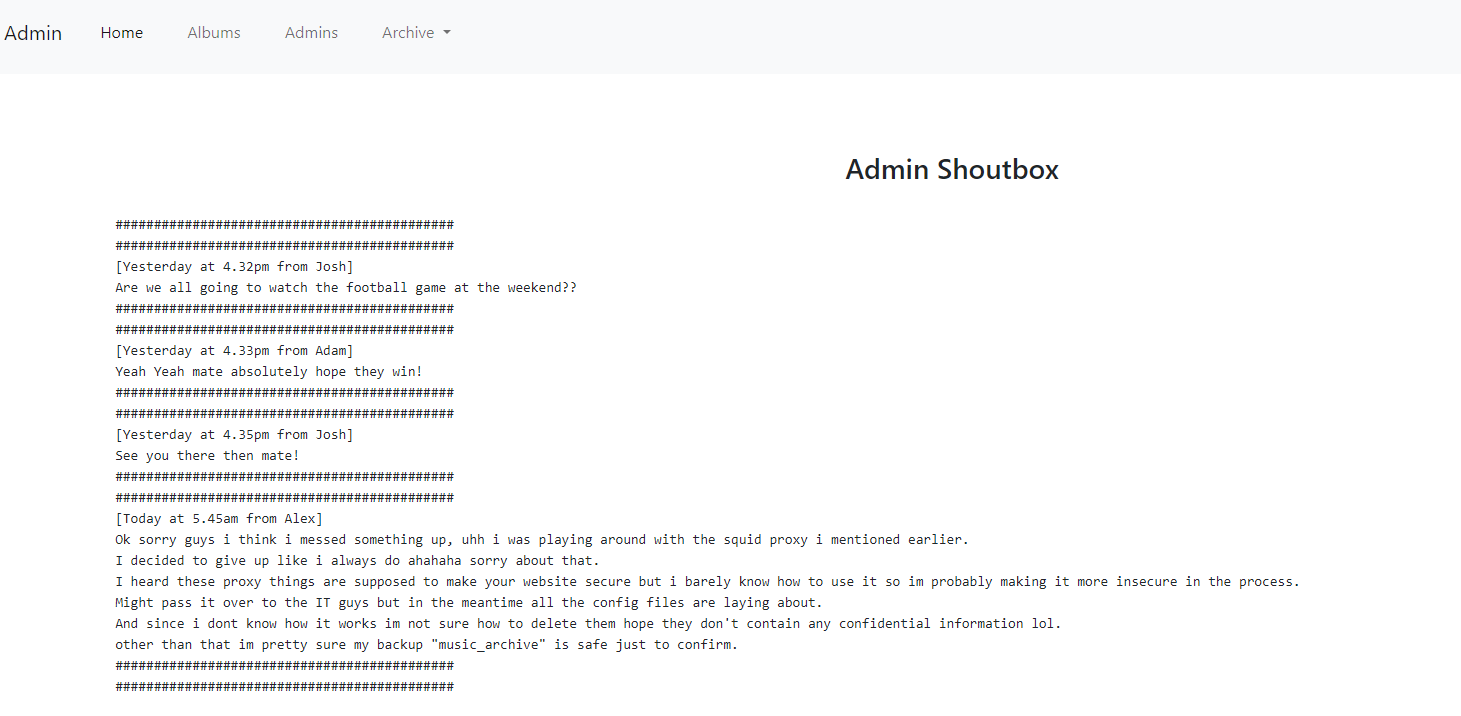 Admin Home Albums Admins Archive
Admin Shoutbox
############################################
############################################
[Yesterday at 4.32pm from Josh]
Are we all going to watch the football game at the weekend??
############################################
############################################
[Yesterday at 4.33pm from Adam]
Yeah Yeah mate absolutely hope they win!
############################################
############################################
[Yesterday at 4.35pm from Josh]
See you there then mate!
############################################
############################################
[Today at 5.45am from Alex]
Ok sorry guys i think i messed something up, uhh i was playing around with the squid proxy i mentioned earlier.
I decided to give up like i always do ahahaha sorry about that.
I heard these proxy things are supposed to make your website secure but i barely know how to use it so im probably making it more insecure in the process.
Might pass it over to the IT guys but in the meantime all the config files are laying about.
And since i dont know how it works im not sure how to delete them hope they don't contain any confidential information lol.
other than that im pretty sure my backup "music_archive" is safe just to confirm.
############################################
############################################